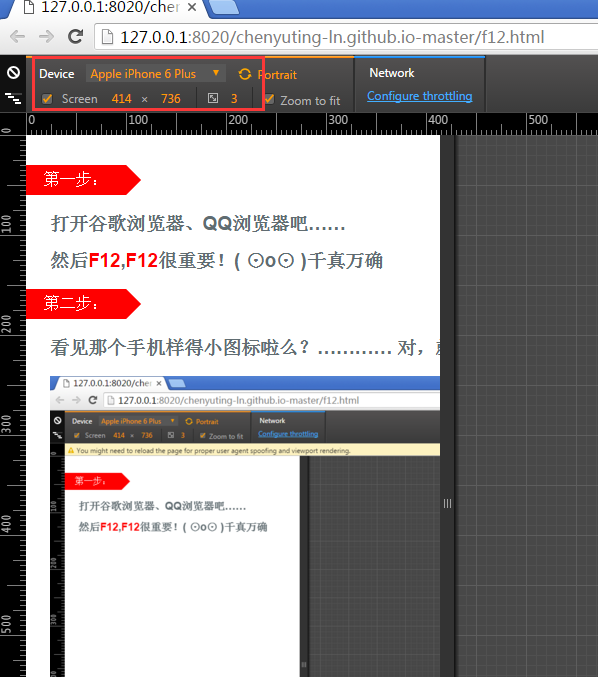 127.0.0.1:8020/chen
127.0.0.1:8020/chenyuting-ln.github.io-master/f12.html
Device Apple iPhone 6 Plus Portrait Network
Screen 414 × 736 3 Zoom to fit Configure throttling
0 100 200 300 400 500
0
100
200
300
400
500
第一步：
打开谷歌浏览器、QQ浏览器吧……
然后F12,F12很重要！( ⊙o⊙ )千真万确
第二步：
看见那个手机样得小图标啦么？………… 对，
127.0.0.1:8020/chen
127.0.0.1:8020/chenyuting-ln.github.io-master/f12.html
Device Apple iPhone 6 Plus Portrait Network
Screen 414 × 736 3 Zoom to fit Configure throttling
You might need to reload the page for proper user agent spoofing and viewport rendering.
第一步：
打开谷歌浏览器、QQ浏览器吧……
然后F12,F12很重要！( ⊙o⊙ )千真万确